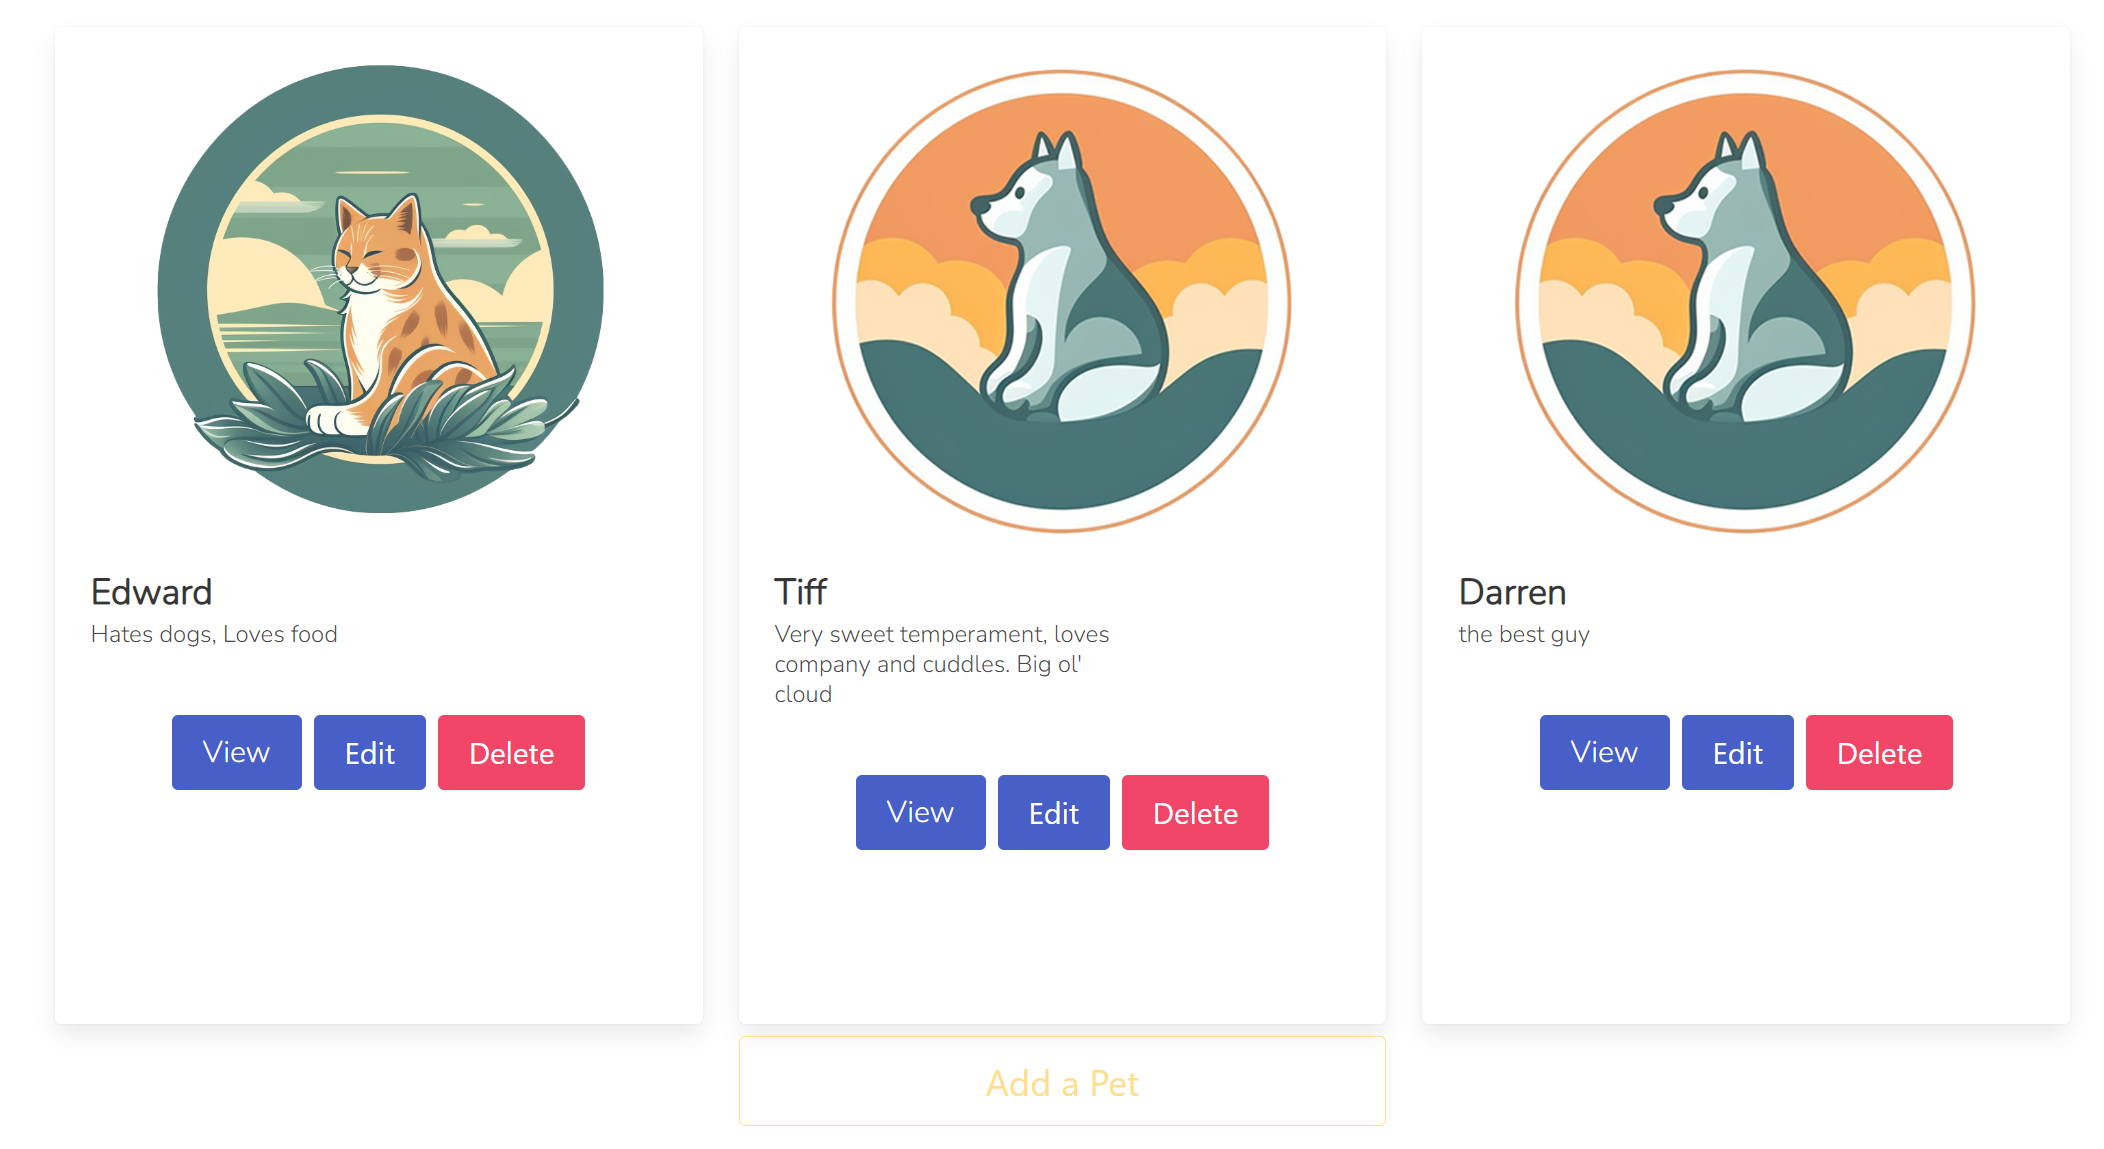 Edward
Hates dogs, Loves food
View Edit Delete
Tiff
Very sweet temperament, loves
company and cuddles. Big ol'
cloud
View Edit Delete
Darren
the best guy
View Edit Delete
Add a Pet